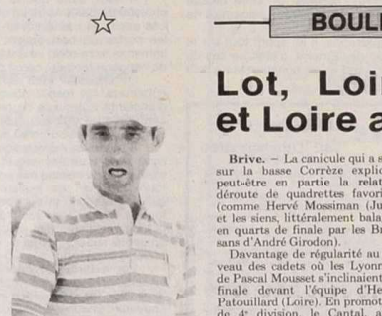 BOULI
Lot, Loi
et Loire a
Brive. — La canicule qui a s
sur la basse Corrèze explic
peut-être en partie la relat
déroute de quadrettes favori
(comme Hervé Mossiman (Ju
et les siens, littéralement bala
en quarts de finale par les Br
sans d'André Girodon).
Davantage de régularité au
veau des cadets où les Lyonn
de Pascal Mousset s'inclinaient
finale devant l'équipe d'He
Patouillard (Loire). En promot
de 4e division, le Cantal, a